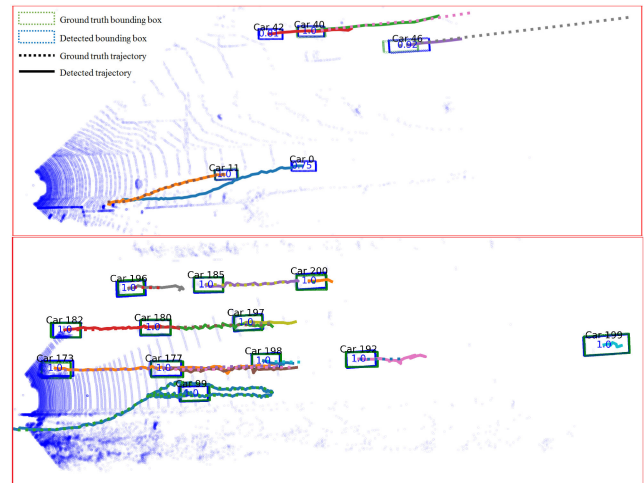 Ground truth bounding box
Detected bounding box
Ground truth trajectory
Detected trajectory
Car 42
Car 40
Car 46
0.81
1.0
0.92
Car 11
Car 0
1.0
0.75
Car 196
Car 185
Car 200
1.0
1.0
1.0
Car 182
Car 180
Car 197
1.0
1.0
1.0
Car 199
1.0
Car 173
Car 177
Car 198
Car 192
1.0
1.0
1.0
1.0
Car 99
1.0